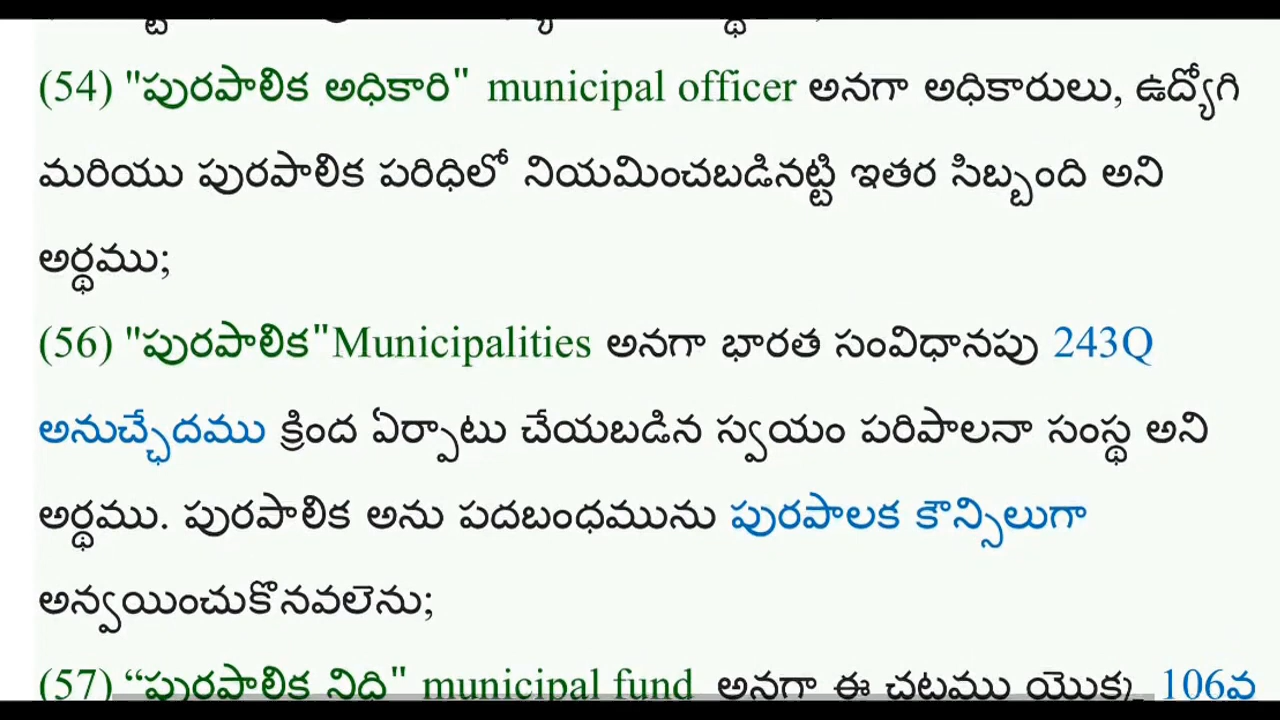 (54) "పురపాలిక అధికారి" municipal officer అనగా అధికారులు, ఉద్యోగి
మరియు పురపాలిక పరిధిలో నియమించబడినట్టి ఇతర సిబ్బంది అని
అర్థము;
(56) "పురపాలిక"Municipalities అనగా భారత సంవిధానపు 243Q
అనుచ్ఛేదము క్రింద ఏర్పాటు చేయబడిన స్వయం పరిపాలనా సంస్థ అని
అర్థము. పురపాలిక అను పదబంధమును పురపాలక కౌన్సిలుగా
అన్వయించుకొనవలెను;
(57) “పురపాలిక నిధి" municipal fund అనగా ఈ చటము యొక్క 106వ